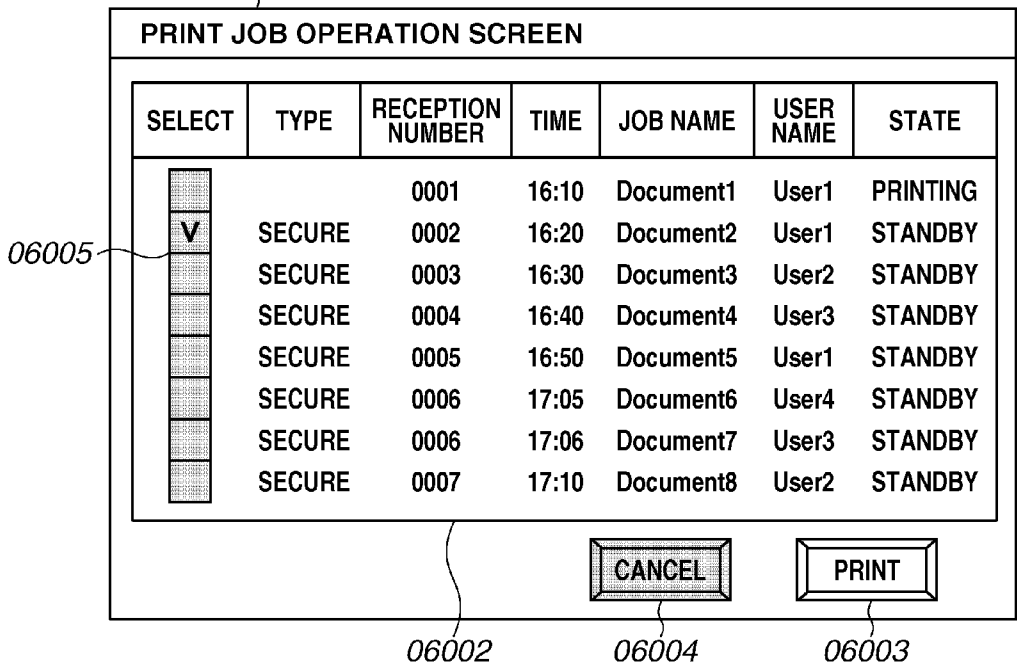 PRINT JOB OPERATION SCREEN
SELECT TYPE RECEPTION NUMBER TIME JOB NAME USER NAME STATE
0001 16:10 Document1 User1 PRINTING
V SECURE 0002 16:20 Document2 User1 STANDBY
06005
SECURE 0003 16:30 Document3 User2 STANDBY
SECURE 0004 16:40 Document4 User3 STANDBY
SECURE 0005 16:50 Document5 User1 STANDBY
SECURE 0006 17:05 Document6 User4 STANDBY
SECURE 0006 17:06 Document7 User3 STANDBY
SECURE 0007 17:10 Document8 User2 STANDBY
CANCEL PRINT
06002 06004 06003